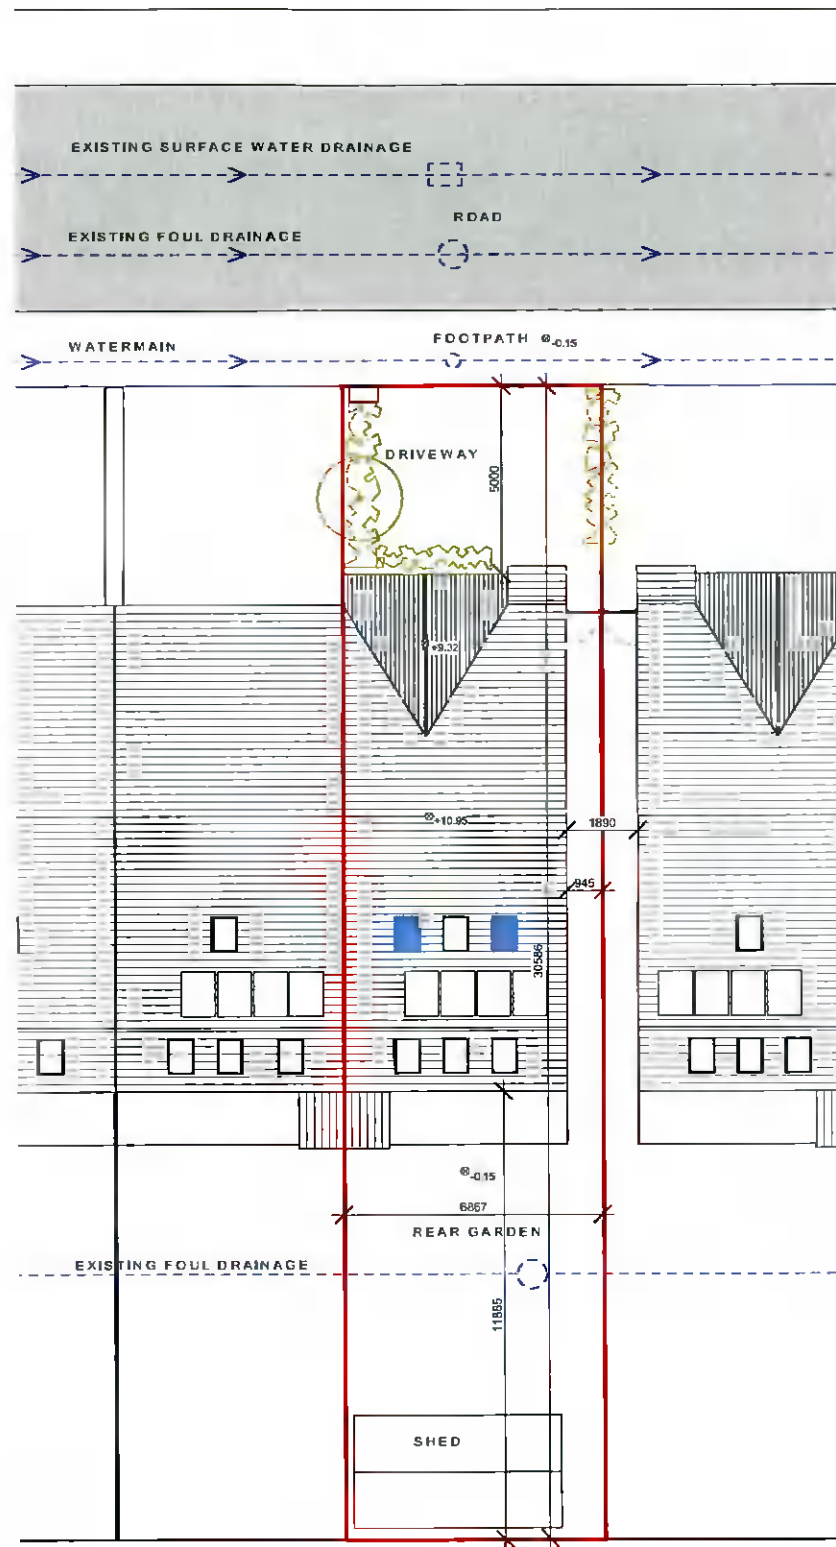 EXISTING SURFACE WATER DRAINAGE
ROAD
EXISTING FOUL DRAINAGE
WATERMAIN
FOOTPATH
-0.15
DRIVEWAY
5000
+9.32
+10.95
1890
945
30586
-0.15
6867
REAR GARDEN
EXISTING FOUL DRAINAGE
11885
SHED